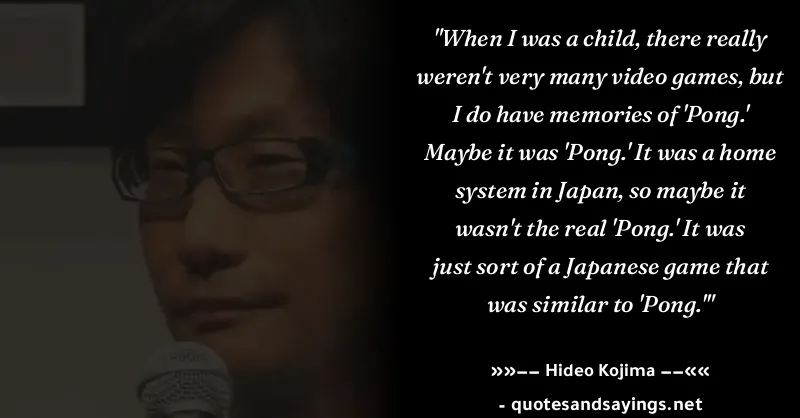 "When I was a child, there really
weren't very many video games, but
I do have memories of 'Pong.'
Maybe it was 'Pong.' It was a home
system in Japan, so maybe it
wasn't the real 'Pong.' It was
just sort of a Japanese game that
was similar to 'Pong.'"
»»−− Hideo Kojima −−««
- quotesandsayings.net